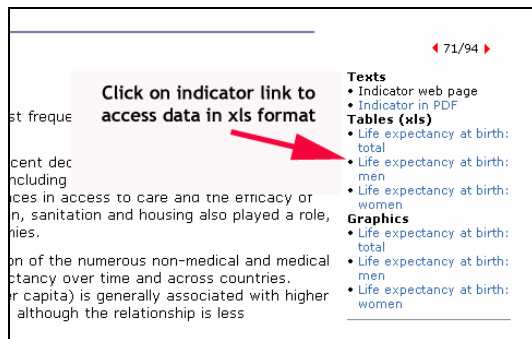 71/94
Click on indicator link to
access data in xls format
st freque
cent dec
ncluding
ces in access to care and the efficacy of
n, sanitation and housing also played a role,
nies.
on of the numerous non-medical and medical
ctancy over time and across countries.
er capita) is generally associated with higher
although the relationship is less
Texts
• Indicator web page
• Indicator in PDF
Tables (xls)
• Life expectancy at birth:
total
• Life expectancy at birth:
men
• Life expectancy at birth:
women
Graphics
• Life expectancy at birth:
total
• Life expectancy at birth:
men
• Life expectancy at birth:
women